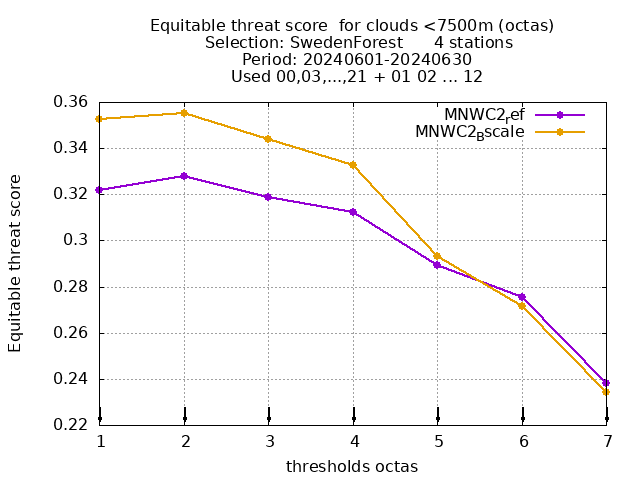 Equitable threat score  for clouds <7500m (octas)
Selection: SwedenForest      4 stations
Period: 20240601-20240630
Used 00,03,...,21 + 01 02 ... 12
MNWC2ref
MNWC2Bscale
0.36
0.34
0.32
0.3
0.28
0.26
0.24
0.22
Equitable threat score
1 2 3 4 5 6 7
thresholds octas